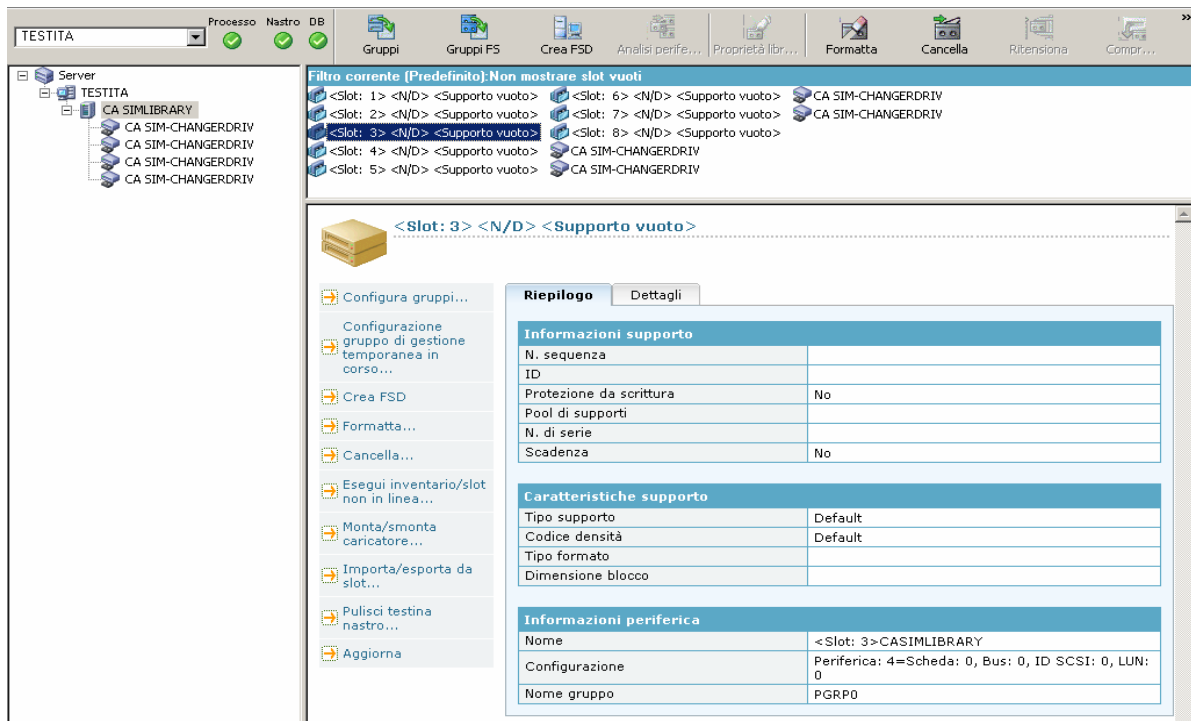 Processo Nastro DB
TESTITA
Gruppi
Gruppi FS
Crea FSD
Analisi perife...
Proprietà libr...
Formatta
Cancella
Ritensiona
Compr...
»
Server
TESTITA
CA SIMLIBRARY
CA SIM-CHANGERDRIV
CA SIM-CHANGERDRIV
CA SIM-CHANGERDRIV
CA SIM-CHANGERDRIV
Filtro corrente (Predefinito):Non mostrare slot vuoti
<Slot: 1> <N/D> <Supporto vuoto>
<Slot: 2> <N/D> <Supporto vuoto>
<Slot: 3> <N/D> <Supporto vuoto>
<Slot: 4> <N/D> <Supporto vuoto>
<Slot: 5> <N/D> <Supporto vuoto>
<Slot: 6> <N/D> <Supporto vuoto>
<Slot: 7> <N/D> <Supporto vuoto>
<Slot: 8> <N/D> <Supporto vuoto>
CA SIM-CHANGERDRIV
CA SIM-CHANGERDRIV
CA SIM-CHANGERDRIV
CA SIM-CHANGERDRIV
<Slot: 3> <N/D> <Supporto vuoto>
Configura gruppi...
Configurazione
gruppo di gestione
temporanea in
corso...
Crea FSD
Formatta...
Cancella...
Esegui inventario/slot
non in linea...
Monta/smonta
caricatore...
Importa/esporta da
slot...
Pulisci testina
nastro...
Aggiorna
Riepilogo
Dettagli
Informazioni supporto
N. sequenza
ID
Protezione da scrittura No
Pool di supporti
N. di serie
Scadenza No
Caratteristiche supporto
Tipo supporto Default
Codice densità Default
Tipo formato
Dimensione blocco
Informazioni periferica
Nome <Slot: 3>CASIMLIBRARY
Configurazione Periferica: 4=Scheda: 0, Bus: 0, ID SCSI: 0, LUN:
0
Nome gruppo PGRP0